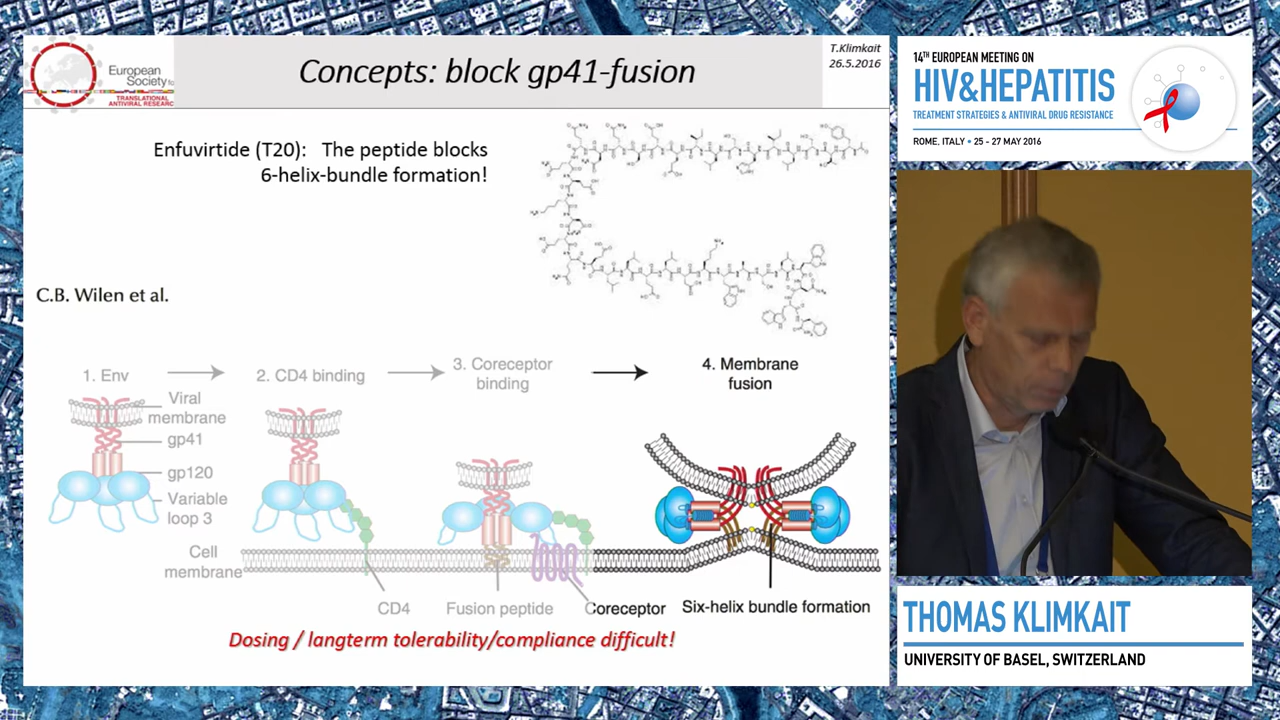 European
Society fo
TRANSLATIONAL
ANTIVIRAL RESEARC
Concepts: block gp41-fusion
T.Klimkait
26.5.2016
Enfuvirtide (T20): The peptide blocks
6-helix-bundle formation!
C.B. Wilen et al.
1. Env
2. CD4 binding
3. Coreceptor
binding
4. Membrane
fusion
Viral
membrane
gp41
gp120
Variable
loop 3
Cell
membrane
CD4
Fusion peptide
Coreceptor
Six-helix bundle formation
Dosing / langterm tolerability/compliance difficult!
14TH EUROPEAN MEETING ON
HIV&HEPATITIS
TREATMENT STRATEGIES & ANTIVIRAL DRUG RESISTANCE
ROME, ITALY • 25 - 27 MAY 2016
THOMAS KLIMKAIT
UNIVERSITY OF BASEL, SWITZERLAND